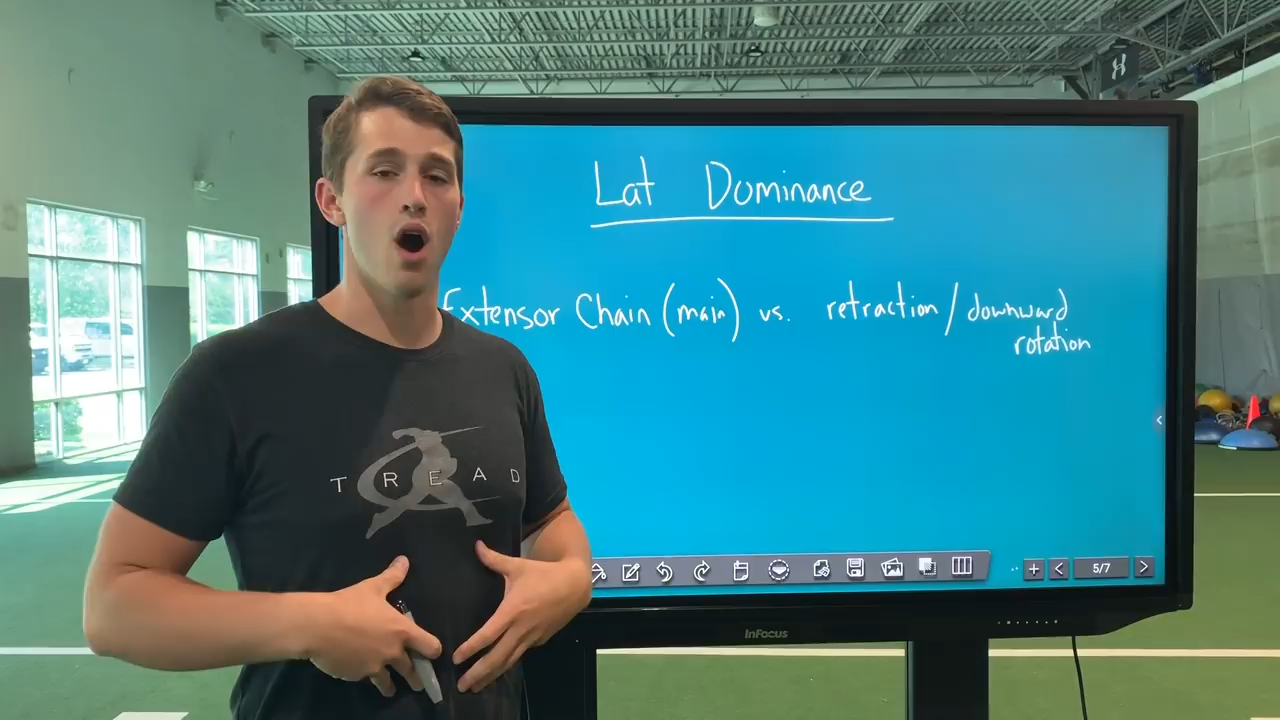 Lat Dominance
Extensor Chain (main) vs. retraction/downward
rotation
TREAD
5/7
InFocus